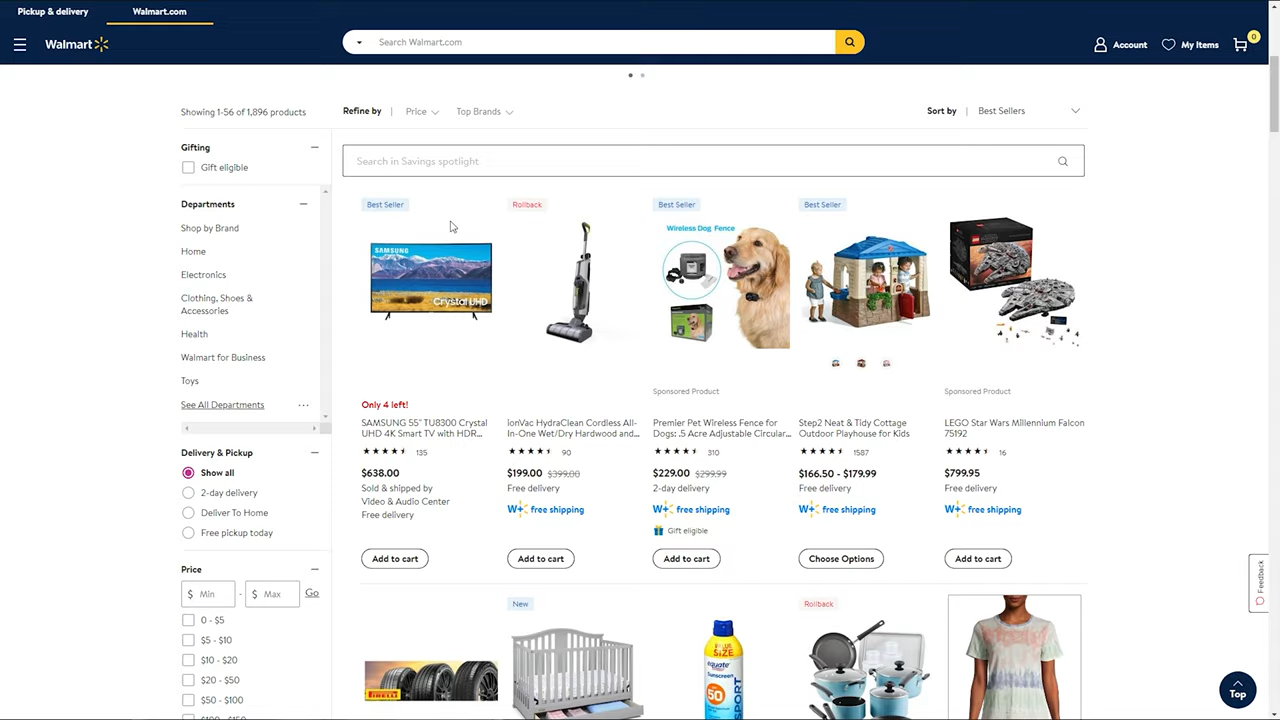 Pickup & delivery
Walmart.com
Walmart
Search Walmart.com
Account
My Items
0
Showing 1-56 of 1,896 products
Refine by | Price Top Brands
Sort by | Best Sellers
Gifting
Gift eligible
Departments
Shop by Brand
Home
Electronics
Clothing, Shoes &
Accessories
Health
Walmart for Business
Toys
See All Departments
Delivery & Pickup
Show all
2-day delivery
Deliver To Home
Free pickup today
Price
$ Min - $ Max Go
0 - $5
$5 - $10
$10 - $20
$20 - $50
$50 - $100
Search in Savings spotlight
Best Seller
SAMSUNG
Crystal UHD
Only 4 left!
SAMSUNG 55" TU8300 Crystal
UHD 4K Smart TV with HDR...
135
$638.00
Sold & shipped by
Video & Audio Center
Free delivery
Add to cart
Rollback
ionVac HydraClean Cordless All-
In-One Wet/Dry Hardwood and...
90
$199.00 $399.00
Free delivery
W+ free shipping
Add to cart
Best Seller
Wireless Dog Fence
Sponsored Product
Premier Pet Wireless Fence for
Dogs: .5 Acre Adjustable Circular...
310
$229.00 $299.99
2-day delivery
W+ free shipping
Gift eligible
Add to cart
Best Seller
Step2 Neat & Tidy Cottage
Outdoor Playhouse for Kids
1587
$166.50 - $179.99
Free delivery
W+ free shipping
Choose Options
Sponsored Product
LEGO Star Wars Millennium Falcon
75192
16
$799.95
Free delivery
W+ free shipping
Add to cart
PIRELLI
New
VALUE
SIZE
equate
Sunscreen
50
SPORT
Rollback
Feedback
Top